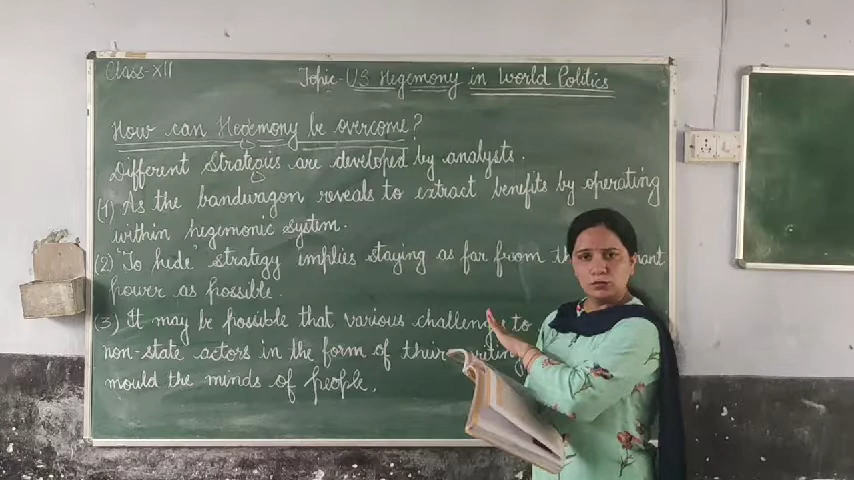 Class-XII
Topic-US Hegemony in World Politics
How can Hegemony be overcome?
Different Strategies are developed by analysts.
(1) As the bandwagon reveals to extract benefits by operating
within hegemonic system.
(2) "To hide" strategy implies staying as far from
power as possible.
(3) It may be possible that various challenges to
non-state actors in the form of their writing
mould the minds of people.